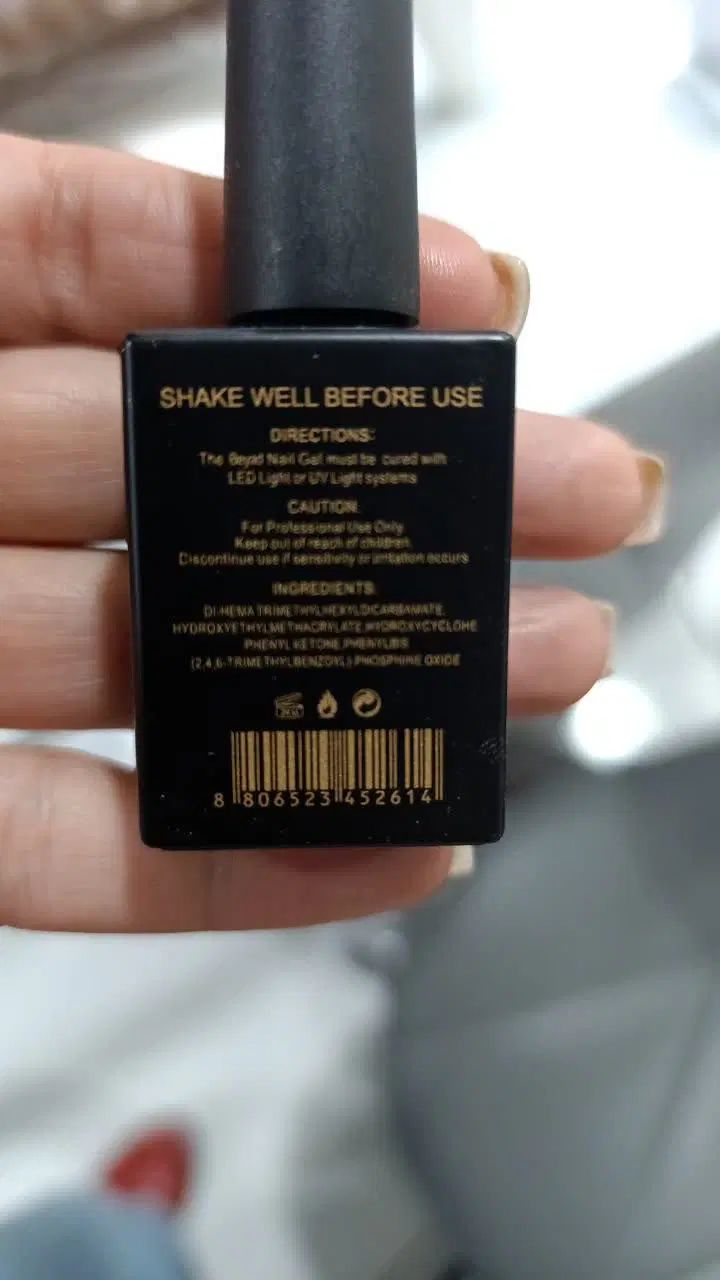 SHAKE WELL BEFORE USE
DIRECTIONS:
The Nail Gel must be cured with
LED Light or UV Light systems
CAUTION:
For Professional Use Only
Keep out of reach of children
Discontinue use if sensitivity or irritation occurs
INGREDIENTS:
DI-HEMA TRIMETHYLHEXYLDICARBAMATE,
HYDROXYETHYLMETHACRYLATE,HYDROXYCYCLOHE
PHENYL KETONE,PHENYLBIS
(2,4,6-TRIMETHYLBENZOYL) PHOSPHINE OXIDE
8 806523 452614